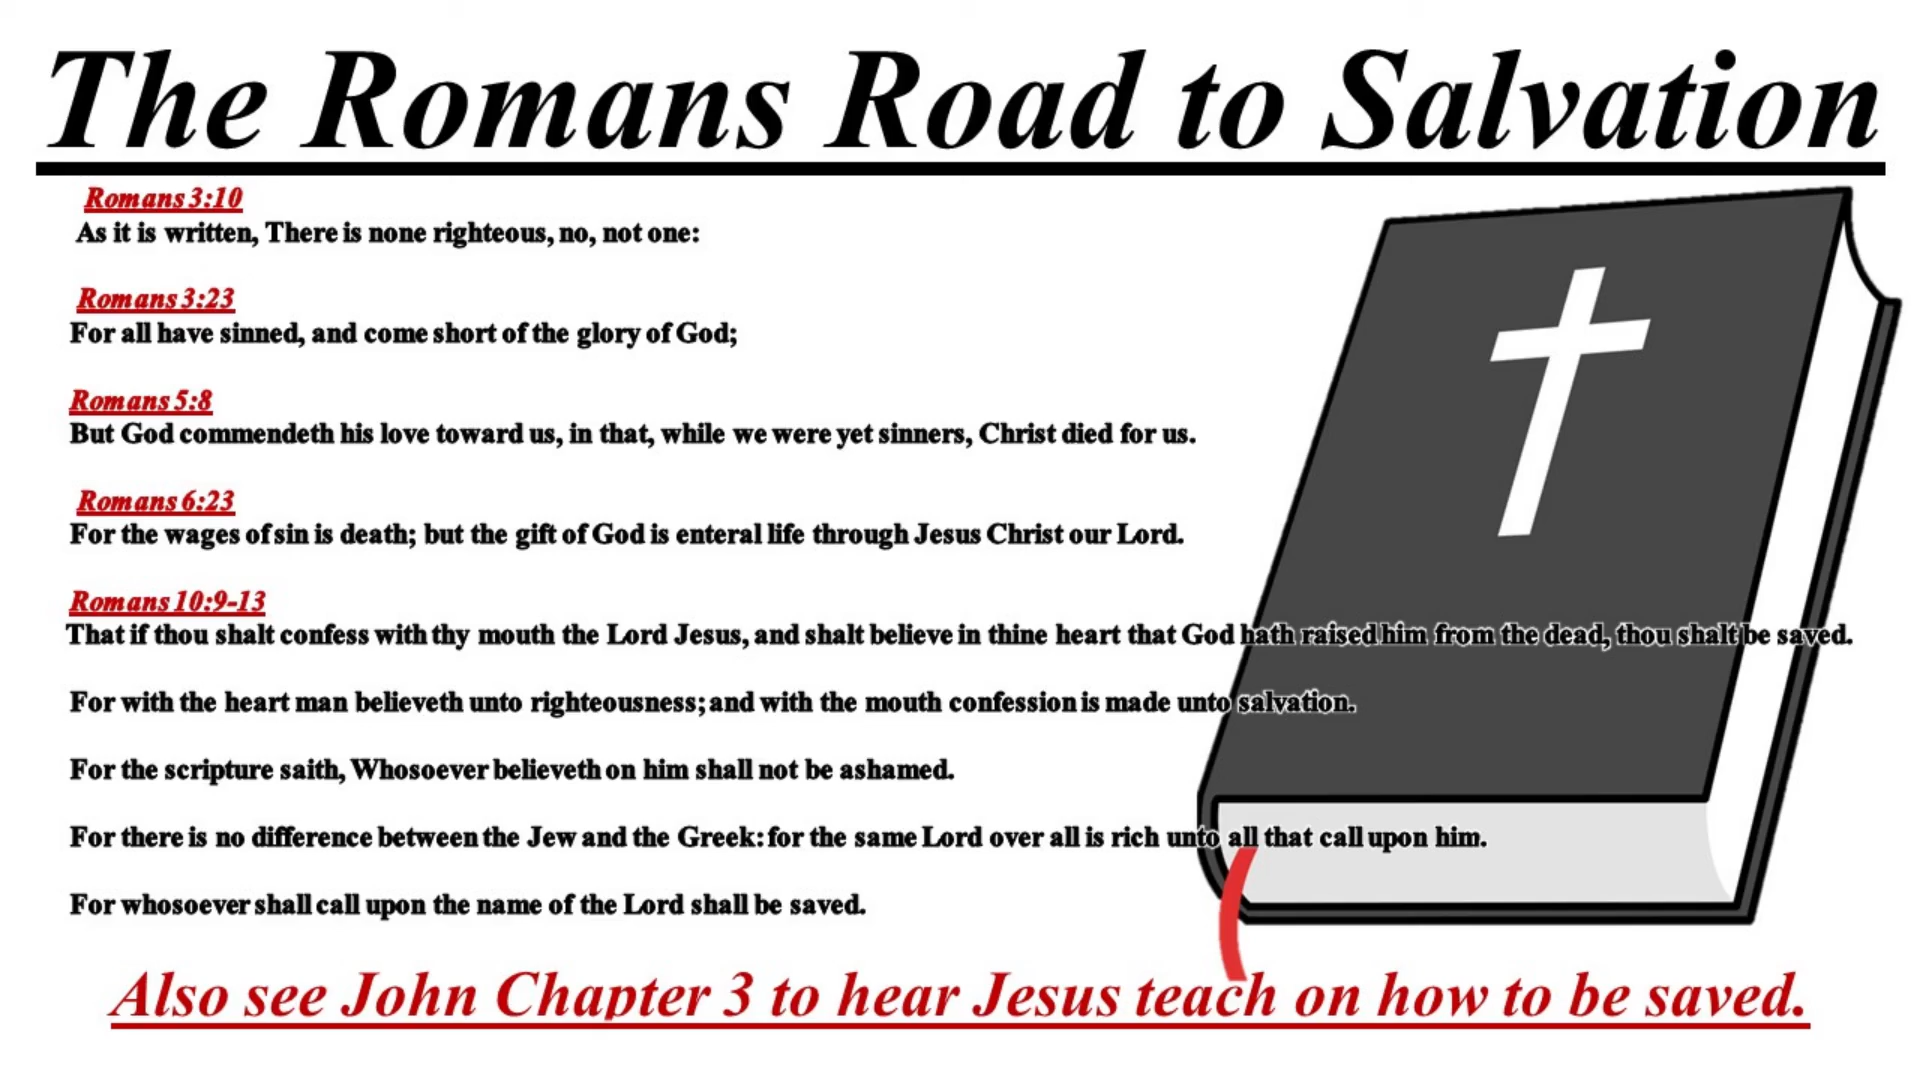 The Romans Road to Salvation
Romans 3:10
As it is written, There is none righteous, no, not one:
Romans 3:23
For all have sinned, and come short of the glory of God;
Romans 5:8
But God commendeth his love toward us, in that, while we were yet sinners, Christ died for us.
Romans 6:23
For the wages of sin is death; but the gift of God is enteral life through Jesus Christ our Lord.
Romans 10:9-13
That if thou shalt confess with thy mouth the Lord Jesus, and shalt believe in thine heart that God hath raised him from the dead, thou shalt be saved.
For with the heart man believeth unto righteousness; and with the mouth confession is made unto salvation.
For the scripture saith, Whosoever believeth on him shall not be ashamed.
For there is no difference between the Jew and the Greek: for the same Lord over all is rich unto all that call upon him.
For whosoever shall call upon the name of the Lord shall be saved.
Also see John Chapter 3 to hear Jesus teach on how to be saved.